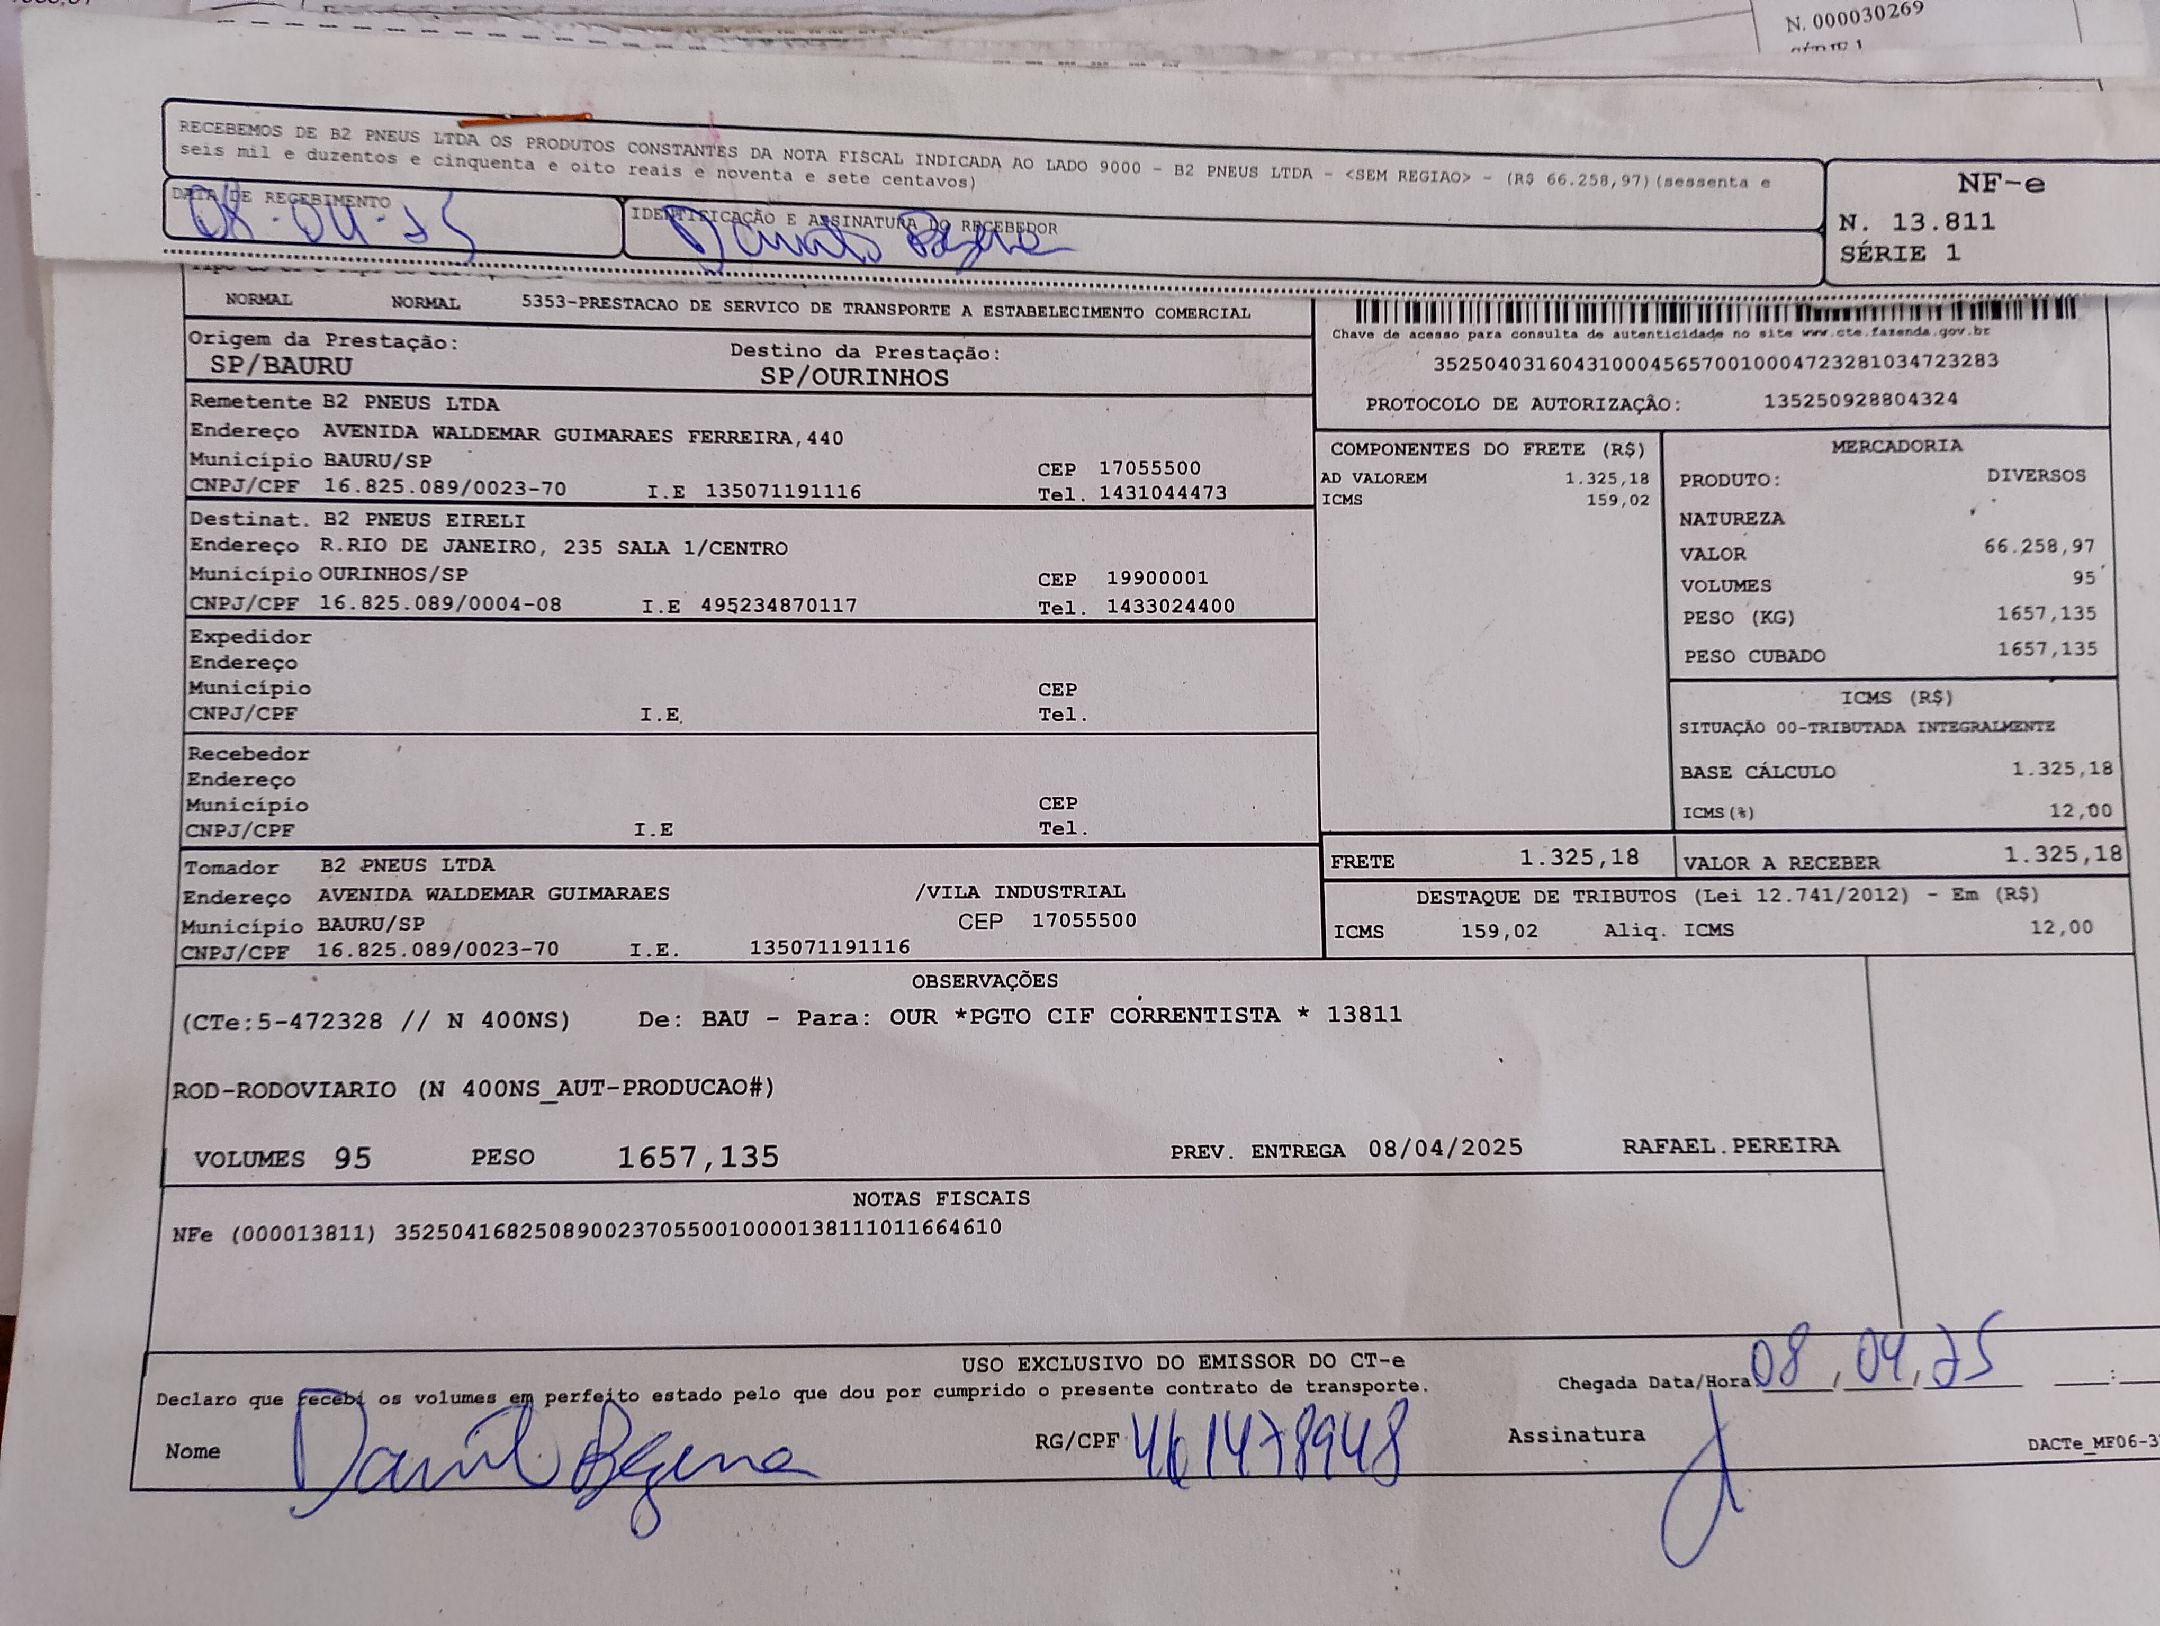 N. 000030269
RECEBEMOS DE B2 PNEUS LTDA OS PRODUTOS CONSTANTES DA NOTA FISCAL INDICADA AO LADO 9000 - B2 PNEUS LTDA - <SEM REGIAO> - (R$ 66.258,97)(sessenta e
seis mil e duzentos e cinquenta e oito reais e noventa e sete centavos)
DATA DE RECEBIMENTO
08-04-25
IDENTIFICAÇÃO E ASSINATURA DO RECEBEDOR
NF-e
N. 13.811
SÉRIE 1
NORMAL NORMAL 5353-PRESTACAO DE SERVICO DE TRANSPORTE A ESTABELECIMENTO COMERCIAL
Origem da Prestação: Destino da Prestação:
SP/BAURU SP/OURINHOS
Chave de acesso para consulta de autenticidade no site www.cte.fazenda.gov.br
35250403160431000456570010004723281034723283
PROTOCOLO DE AUTORIZAÇÂO: 135250928804324
Remetente B2 PNEUS LTDA
Endereço AVENIDA WALDEMAR GUIMARAES FERREIRA,440
Município BAURU/SP CEP 17055500
CNPJ/CPF 16.825.089/0023-70 I.E 135071191116 Tel. 1431044473
Destinat. B2 PNEUS EIRELI
Endereço R.RIO DE JANEIRO, 235 SALA 1/CENTRO
Município OURINHOS/SP CEP 19900001
CNPJ/CPF 16.825.089/0004-08 I.E 495234870117 Tel. 1433024400
Expedidor
Endereço
Município CEP
CNPJ/CPF I.E. Tel.
Recebedor
Endereço
Município CEP
CNPJ/CPF I.E Tel.
Tomador B2 PNEUS LTDA
Endereço AVENIDA WALDEMAR GUIMARAES /VILA INDUSTRIAL
Município BAURU/SP CEP 17055500
CNPJ/CPF 16.825.089/0023-70 I.E. 135071191116
COMPONENTES DO FRETE (R$)
AD VALOREM 1.325,18
ICMS 159,02
MERCADORIA
PRODUTO: DIVERSOS
NATUREZA
VALOR 66.258,97
VOLUMES 95
PESO (KG) 1657,135
PESO CUBADO 1657,135
ICMS (R$)
SITUAÇÃO 00-TRIBUTADA INTEGRALMENTE
BASE CÁLCULO 1.325,18
ICMS(%) 12,00
FRETE 1.325,18 VALOR A RECEBER 1.325,18
DESTAQUE DE TRIBUTOS (Lei 12.741/2012) - Em (R$)
ICMS 159,02 Aliq. ICMS 12,00
OBSERVAÇÕES
(CTe:5-472328 // N 400NS) De: BAU - Para: OUR *PGTO CIF CORRENTISTA * 13811
ROD-RODOVIARIO (N 400NS_AUT-PRODUCAO#)
VOLUMES 95 PESO 1657,135 PREV. ENTREGA 08/04/2025 RAFAEL.PEREIRA
NOTAS FISCAIS
NFe (000013811) 35250416825089002370550010000138111011664610
USO EXCLUSIVO DO EMISSOR DO CT-e
Declaro que recebi os volumes em perfeito estado pelo que dou por cumprido o presente contrato de transporte.
Chegada Data/Hora 08,04,25 :
Nome RG/CPF 461478948 Assinatura
DACTe_MF06-3